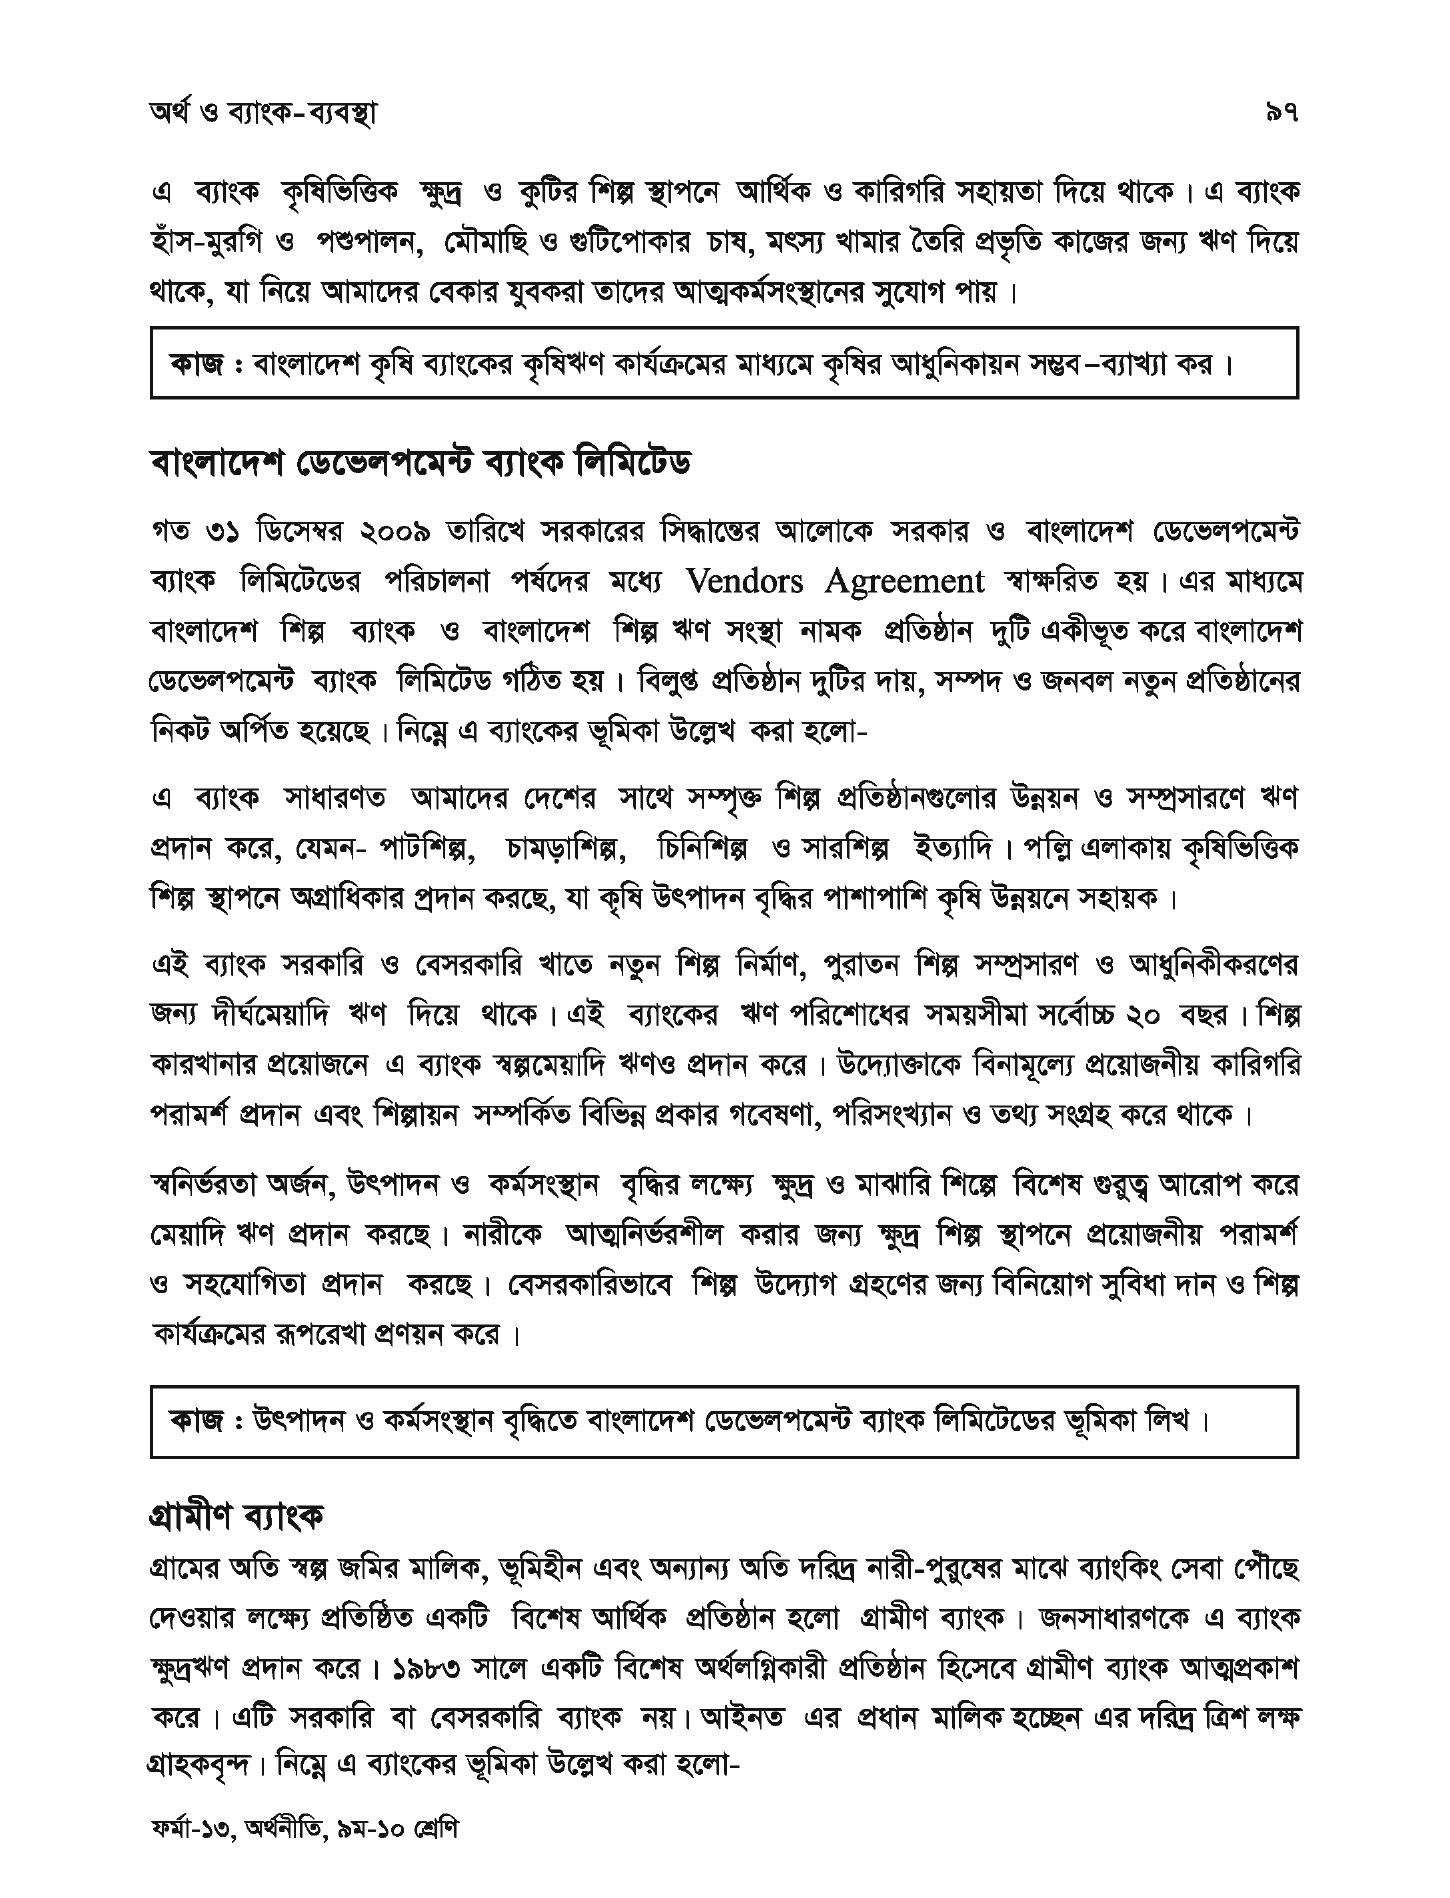 অর্থ ও ব্যাংক-ব্যবস্থা ৯৭
এ ব্যাংক কৃষিভিত্তিক ক্ষুদ্র ও কুটির শিল্প স্থাপনে আর্থিক ও কারিগরি সহায়তা দিয়ে থাকে। এ ব্যাংক
হাঁস-মুরগি ও পশুপালন, মৌমাছি ও গুটিপোকার চাষ, মৎস্য খামার তৈরি প্রভৃতি কাজের জন্য ঋণ দিয়ে
থাকে, যা নিয়ে আমাদের বেকার যুবকরা তাদের আত্মকর্মসংস্থানের সুযোগ পায়।
কাজ : বাংলাদেশ কৃষি ব্যাংকের কৃষিঋণ কার্যক্রমের মাধ্যমে কৃষির আধুনিকায়ন সম্ভব–ব্যাখ্যা কর।
বাংলাদেশ ডেভেলপমেন্ট ব্যাংক লিমিটেড
গত ৩১ ডিসেম্বর ২০০৯ তারিখে সরকারের সিদ্ধান্তের আলোকে সরকার ও বাংলাদেশ ডেভেলপমেন্ট
ব্যাংক লিমিটেডের পরিচালনা পর্ষদের মধ্যে Vendors Agreement স্বাক্ষরিত হয়। এর মাধ্যমে
বাংলাদেশ শিল্প ব্যাংক ও বাংলাদেশ শিল্প ঋণ সংস্থা নামক প্রতিষ্ঠান দুটি একীভূত করে বাংলাদেশ
ডেভেলপমেন্ট ব্যাংক লিমিটেড গঠিত হয়। বিলুপ্ত প্রতিষ্ঠান দুটির দায়, সম্পদ ও জনবল নতুন প্রতিষ্ঠানের
নিকট অর্পিত হয়েছে। নিম্নে এ ব্যাংকের ভূমিকা উল্লেখ করা হলো-
এ ব্যাংক সাধারণত আমাদের দেশের সাথে সম্পৃক্ত শিল্প প্রতিষ্ঠানগুলোর উন্নয়ন ও সম্প্রসারণে ঋণ
প্রদান করে, যেমন- পাটশিল্প, চামড়াশিল্প, চিনিশিল্প ও সারশিল্প ইত্যাদি। পল্লি এলাকায় কৃষিভিত্তিক
শিল্প স্থাপনে অগ্রাধিকার প্রদান করছে, যা কৃষি উৎপাদন বৃদ্ধির পাশাপাশি কৃষি উন্নয়নে সহায়ক।
এই ব্যাংক সরকারি ও বেসরকারি খাতে নতুন শিল্প নির্মাণ, পুরাতন শিল্প সম্প্রসারণ ও আধুনিকীকরণের
জন্য দীর্ঘমেয়াদি ঋণ দিয়ে থাকে। এই ব্যাংকের ঋণ পরিশোধের সময়সীমা সর্বোচ্চ ২০ বছর। শিল্প
কারখানার প্রয়োজনে এ ব্যাংক স্বল্পমেয়াদি ঋণও প্রদান করে। উদ্যোক্তাকে বিনামূল্যে প্রয়োজনীয় কারিগরি
পরামর্শ প্রদান এবং শিল্পায়ন সম্পর্কিত বিভিন্ন প্রকার গবেষণা, পরিসংখ্যান ও তথ্য সংগ্রহ করে থাকে।
স্বনির্ভরতা অর্জন, উৎপাদন ও কর্মসংস্থান বৃদ্ধির লক্ষ্যে ক্ষুদ্র ও মাঝারি শিল্পে বিশেষ গুরুত্ব আরোপ করে
মেয়াদি ঋণ প্রদান করছে। নারীকে আত্মনির্ভরশীল করার জন্য ক্ষুদ্র শিল্প স্থাপনে প্রয়োজনীয় পরামর্শ
ও সহযোগিতা প্রদান করছে। বেসরকারিভাবে শিল্প উদ্যোগ গ্রহণের জন্য বিনিয়োগ সুবিধা দান ও শিল্প
কার্যক্রমের রূপরেখা প্রণয়ন করে।
কাজ : উৎপাদন ও কর্মসংস্থান বৃদ্ধিতে বাংলাদেশ ডেভেলপমেন্ট ব্যাংক লিমিটেডের ভূমিকা লিখ।
গ্রামীণ ব্যাংক
গ্রামের অতি স্বল্প জমির মালিক, ভূমিহীন এবং অন্যান্য অতি দরিদ্র নারী-পুরুষের মাঝে ব্যাংকিং সেবা পৌঁছে
দেওয়ার লক্ষ্যে প্রতিষ্ঠিত একটি বিশেষ আর্থিক প্রতিষ্ঠান হলো গ্রামীণ ব্যাংক। জনসাধারণকে এ ব্যাংক
ক্ষুদ্রঋণ প্রদান করে। ১৯৮৩ সালে একটি বিশেষ অর্থলগ্নিকারী প্রতিষ্ঠান হিসেবে গ্রামীণ ব্যাংক আত্মপ্রকাশ
করে। এটি সরকারি বা বেসরকারি ব্যাংক নয়। আইনত এর প্রধান মালিক হচ্ছেন এর দরিদ্র ত্রিশ লক্ষ
গ্রাহকবৃন্দ। নিম্নে এ ব্যাংকের ভূমিকা উল্লেখ করা হলো-
ফর্মা-১৩, অর্থনীতি, ৯ম-১০ শ্রেণি